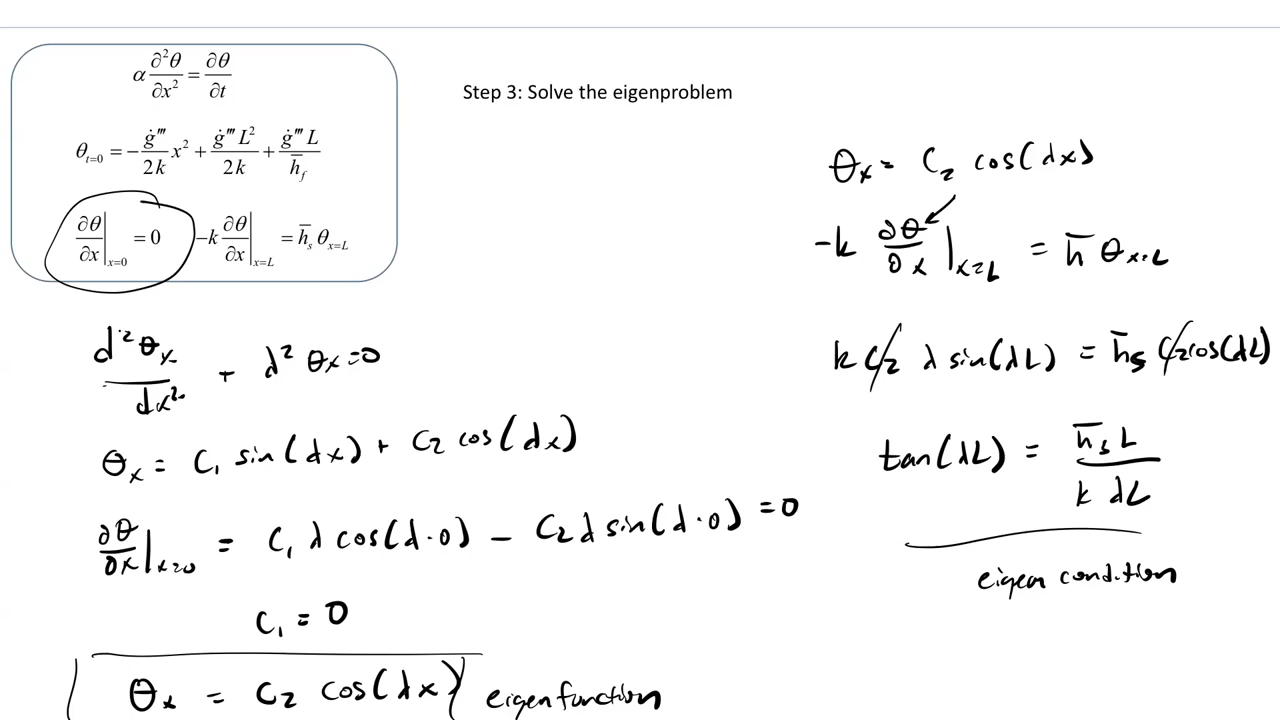 α ∂²θ/∂x² = ∂θ/∂t
θ_{t=0} = − ġ''' / 2k x² + ġ''' L² / 2k + ġ''' L / h̄_f
∂θ/∂x |_{x=0} = 0   −k ∂θ/∂x |_{x=L} = h̄_s θ_{x=L}
d²θx / dx² + λ² θx = 0
θx = C₁ sin(λx) + C₂ cos(λx)
∂θ/∂x |_{x=0} = C₁ λ cos(λ·0) − C₂ λ sin(λ·0) = 0
C₁ = 0
θx = C₂ cos(λx) eigenfunction
Step 3: Solve the eigenproblem
θx = C₂ cos(λx)
−k ∂θ/∂x |_{x=L} = h̄ θ_{x=L}
k C₂ λ sin(λL) = h̄s C₂ cos(λL)
tan(λL) = h̄s L / k λL
eigen condition